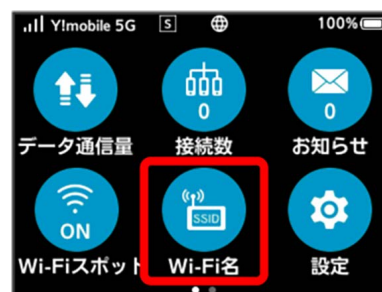 Y!mobile 5G S 100%
データ通信量 接続数 お知らせ
0 0
ON SSID
Wi-Fiスポット Wi-Fi名 設定